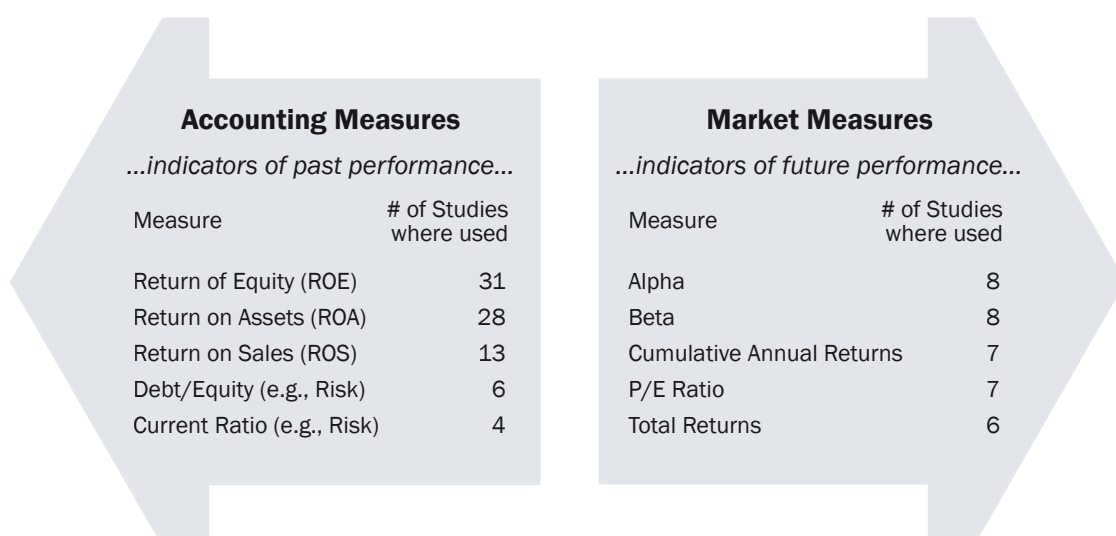 Accounting Measures
...indicators of past performance...
Measure # of Studies where used
Return of Equity (ROE) 31
Return on Assets (ROA) 28
Return on Sales (ROS) 13
Debt/Equity (e.g., Risk) 6
Current Ratio (e.g., Risk) 4
Market Measures
...indicators of future performance...
Measure # of Studies where used
Alpha 8
Beta 8
Cumulative Annual Returns 7
P/E Ratio 7
Total Returns 6